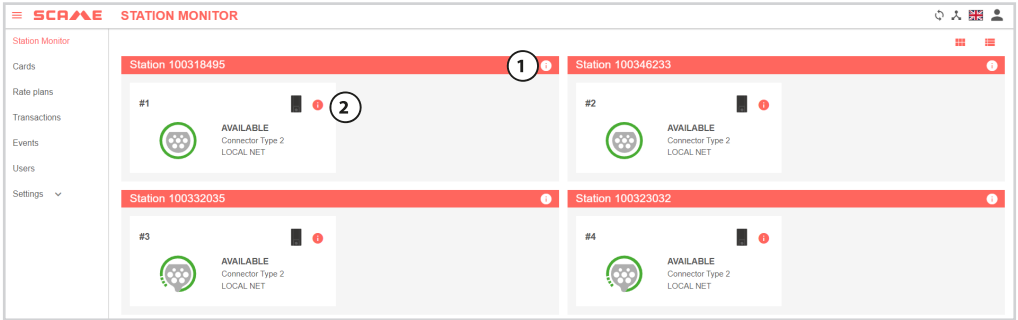 SCAME STATION MONITOR
Station Monitor
Cards
Rate plans
Transactions
Events
Users
Settings
Station 100318495 1 i
#1 i 2
AVAILABLE
Connector Type 2
LOCAL NET
Station 100346233 i
#2 i
AVAILABLE
Connector Type 2
LOCAL NET
Station 100332035 i
#3 i
AVAILABLE
Connector Type 2
LOCAL NET
Station 100323032 i
#4 i
AVAILABLE
Connector Type 2
LOCAL NET